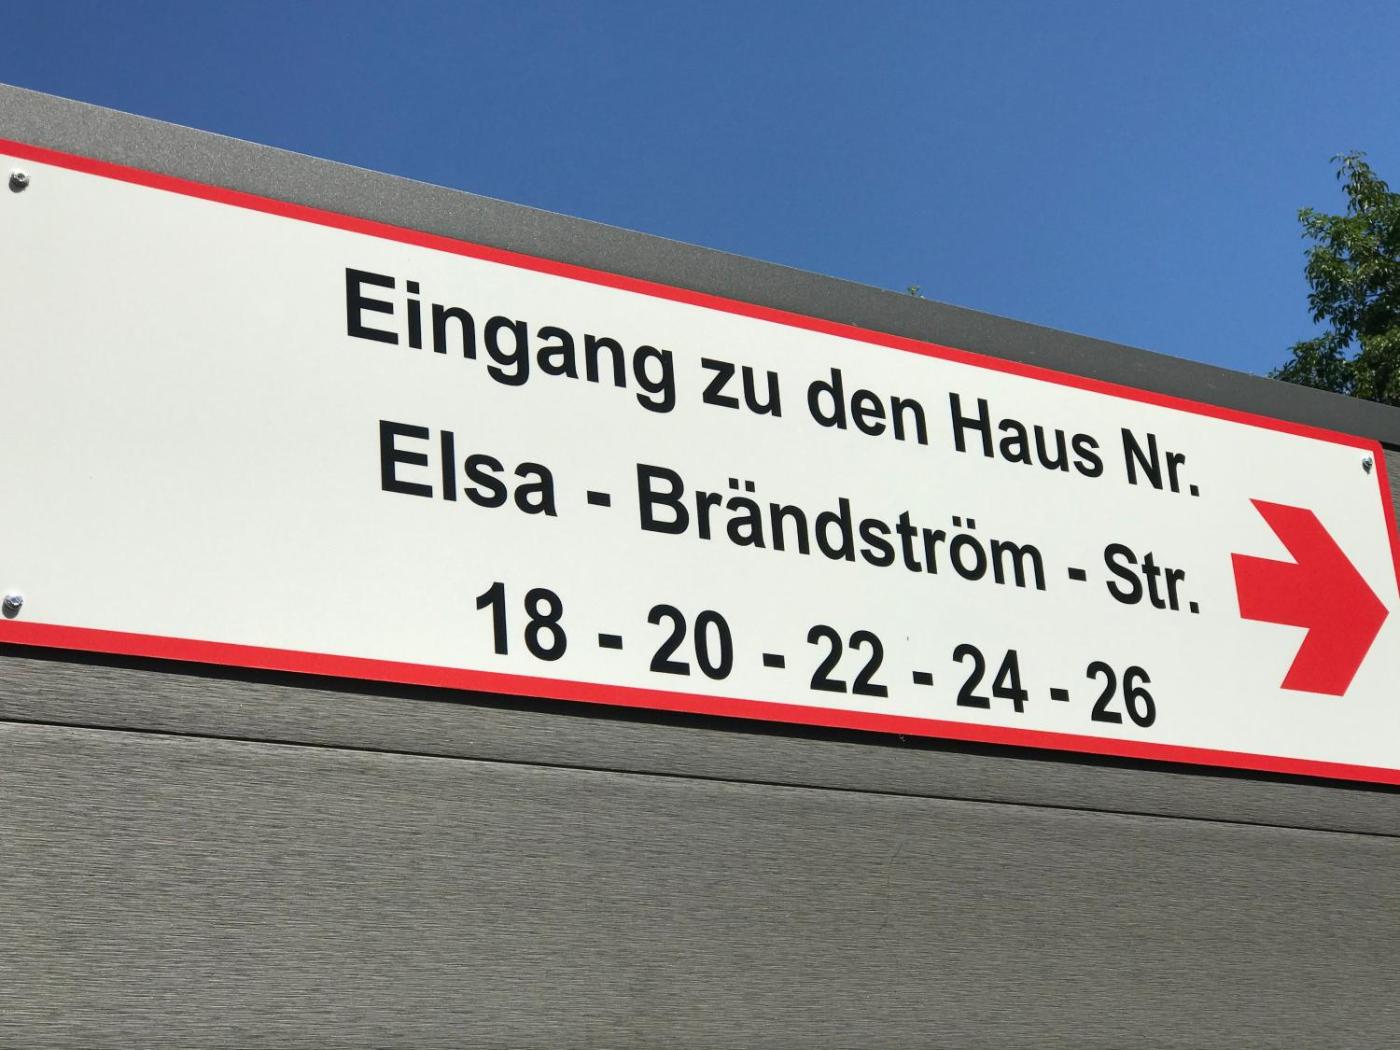 Eingang zu den Haus Nr.
Elsa - Brändström - Str.
18 - 20 - 22 - 24 - 26